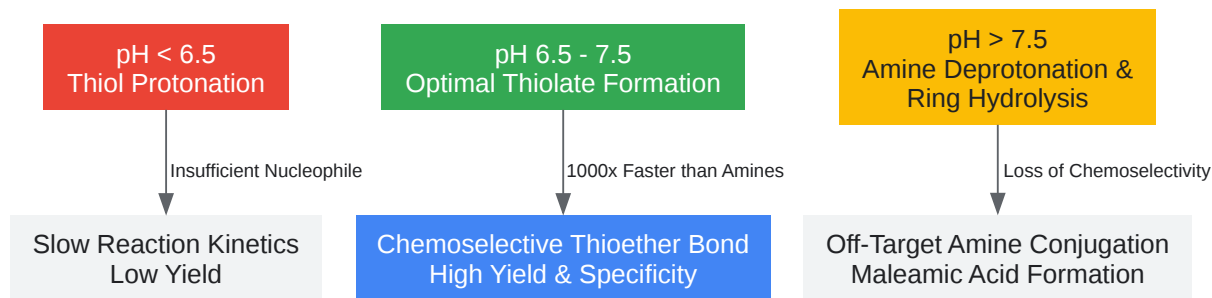 pH < 6.5
Thiol Protonation
pH 6.5 - 7.5
Optimal Thiolate Formation
pH > 7.5
Amine Deprotonation &
Ring Hydrolysis
Insufficient Nucleophile
1000x Faster than Amines
Loss of Chemoselectivity
Slow Reaction Kinetics
Low Yield
Chemoselective Thioether Bond
High Yield & Specificity
Off-Target Amine Conjugation
Maleamic Acid Formation